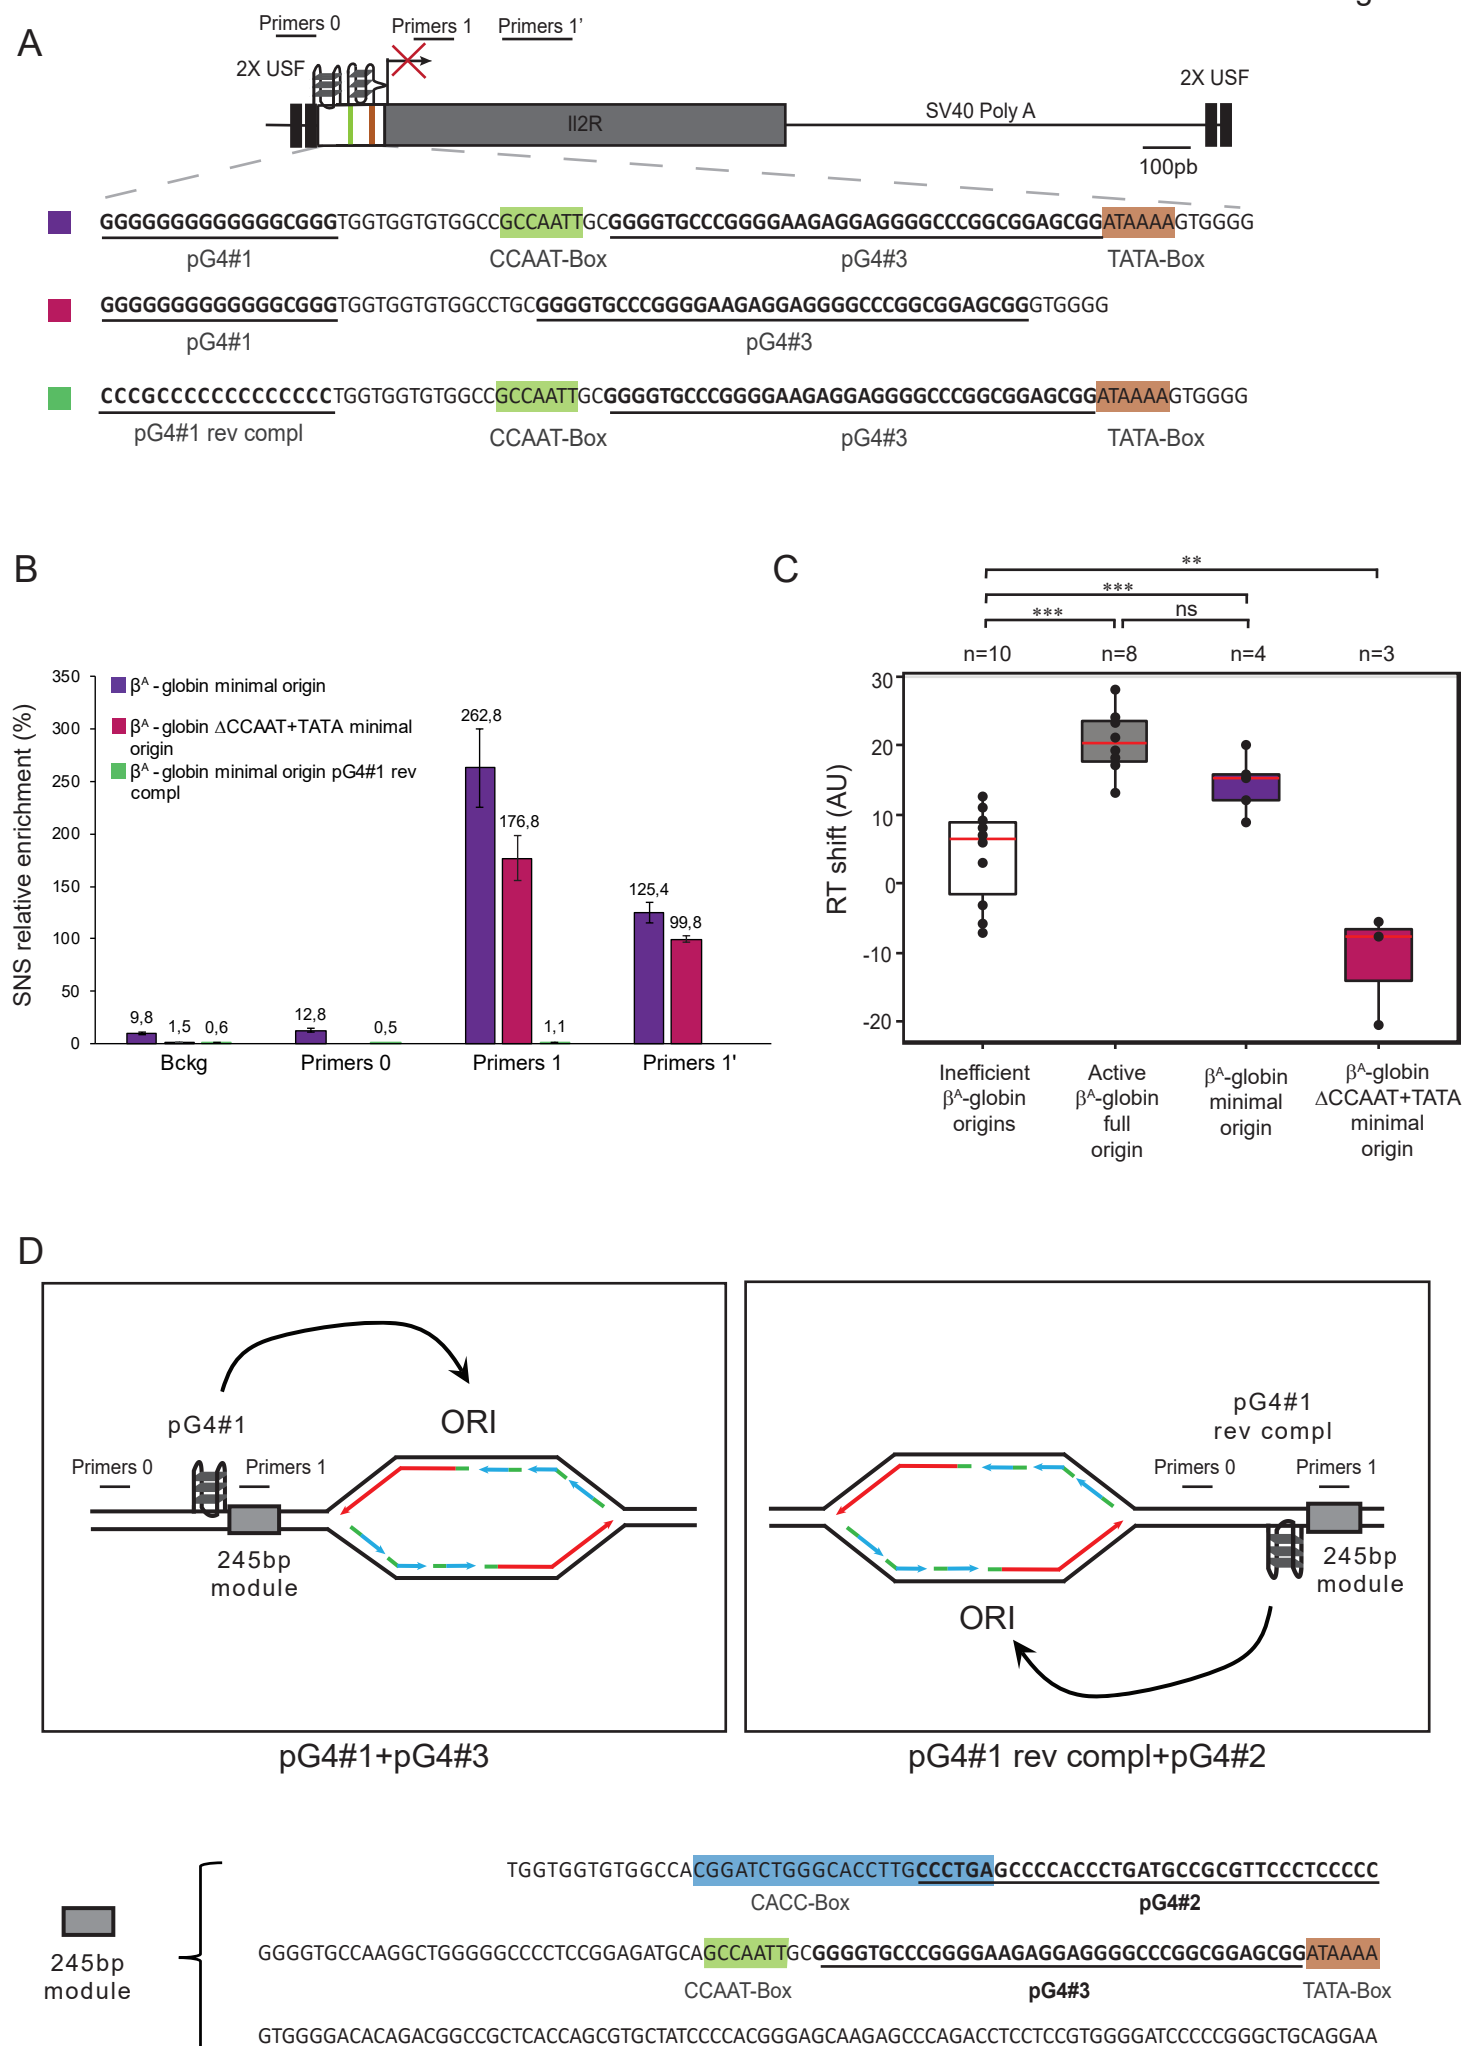 g
A
Primers 0
Primers 1
Primers 1'
2X USF
2X USF
Il2R
SV40 Poly A
100pb
GGGGGGGGGGGGGGCGGGTGGTGGTGTGGCCGCCAATTGCGGGGTGCCCGGGGAAGAGGAGGGGCCCGGCGGAGCGGATAAAAGTGGGG
pG4#1
CCAAT-Box
pG4#3
TATA-Box
GGGGGGGGGGGGGGCGGGTGGTGGTGTGGCCTGCGGGGTGCCCGGGGAAGAGGAGGGGCCCGGCGGAGCGGGTGGGG
pG4#1
pG4#3
CCCGCCCCCCCCCCCCCCTGGTGGTGTGGCCGCCAATTGCGGGGTGCCCGGGGAAGAGGAGGGGCCCGGCGGAGCGGATAAAAGTGGGG
pG4#1 rev compl
CCAAT-Box
pG4#3
TATA-Box
B
SNS relative enrichment (%)
350
300
250
200
150
100
50
0
βᴬ - globin minimal origin
βᴬ - globin ΔCCAAT+TATA minimal
origin
βᴬ - globin minimal origin pG4#1 rev
compl
9,8
1,5
0,6
12,8
0,5
262,8
176,8
1,1
125,4
99,8
Bckg
Primers 0
Primers 1
Primers 1'
C
**
***
***
ns
n=10
n=8
n=4
n=3
RT shift (AU)
30
20
10
0
-10
-20
Inefficient
βᴬ-globin
origins
Active
βᴬ-globin
full
origin
βᴬ-globin
minimal
origin
βᴬ-globin
ΔCCAAT+TATA
minimal
origin
D
pG4#1
ORI
Primers 0
Primers 1
245bp
module
pG4#1+pG4#3
pG4#1
rev compl
Primers 0
Primers 1
245bp
module
ORI
pG4#1 rev compl+pG4#2
245bp
module
TGGTGGTGTGGCCACGGATCTGGGCACCTTGCCCTGAGCCCCACCCTGATGCCGCGTTCCCTCCCCC
CACC-Box
pG4#2
GGGGTGCCAAGGCTGGGGGCCCCTCCGGAGATGCAGCCAATTGCGGGGTGCCCGGGGAAGAGGAGGGGCCCGGCGGAGCGGATAAAA
CCAAT-Box
pG4#3
TATA-Box
GTGGGGACACAGACGGCCGCTCACCAGCGTGCTATCCCCACGGGAGCAAGAGCCCAGACCTCCTCCGTGGGGATCCCCCGGGCTGCAGGAA